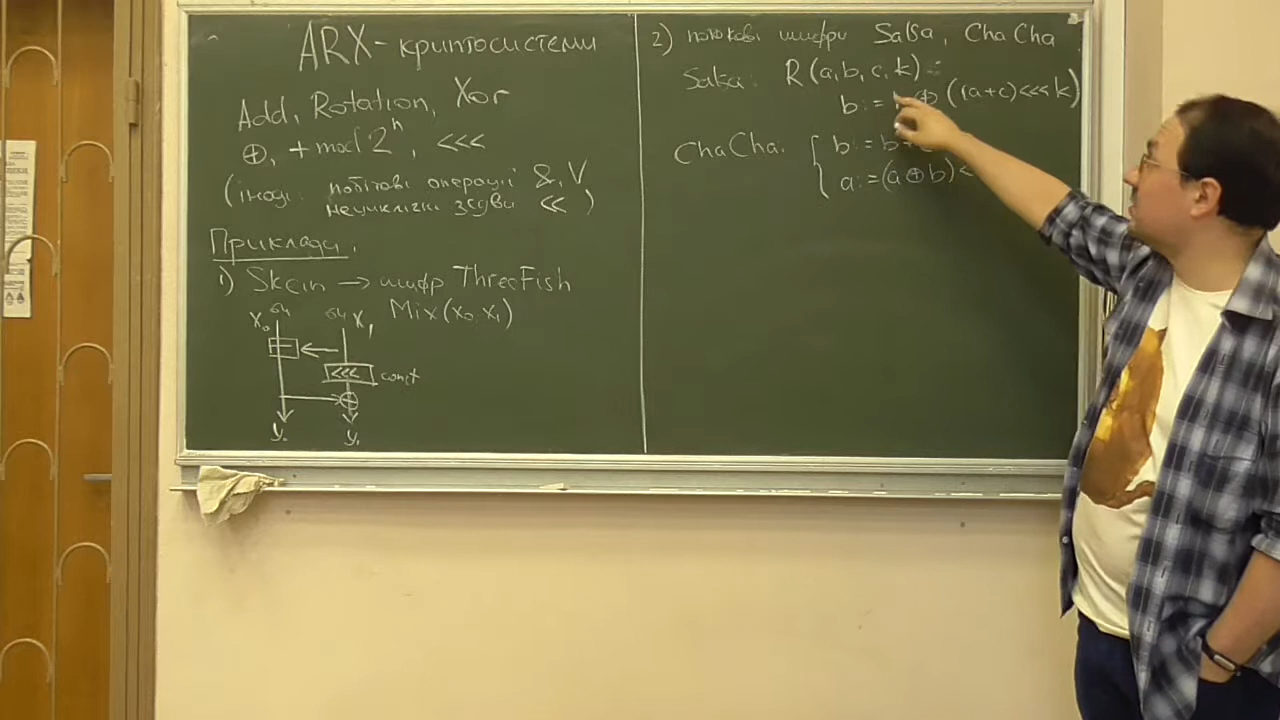 ARX - криптосистеми
Add, Rotation, Xor
⊕, + mod 2ⁿ, <<<
(іноді: побітові операції &, V
нециклічні зсуви << )
Приклади.
1) Skein → шифр ThreeFish
x₀ 64 64 x₁ Mix(x₀, x₁)
<<< const
y₀ y₁
2) потокові шифри Salsa, ChaCha
Salsa: R(a, b, c, k) =
b := ⊕ ((a+c) <<< k)
ChaCha: b := b +
a := (a ⊕ b) <